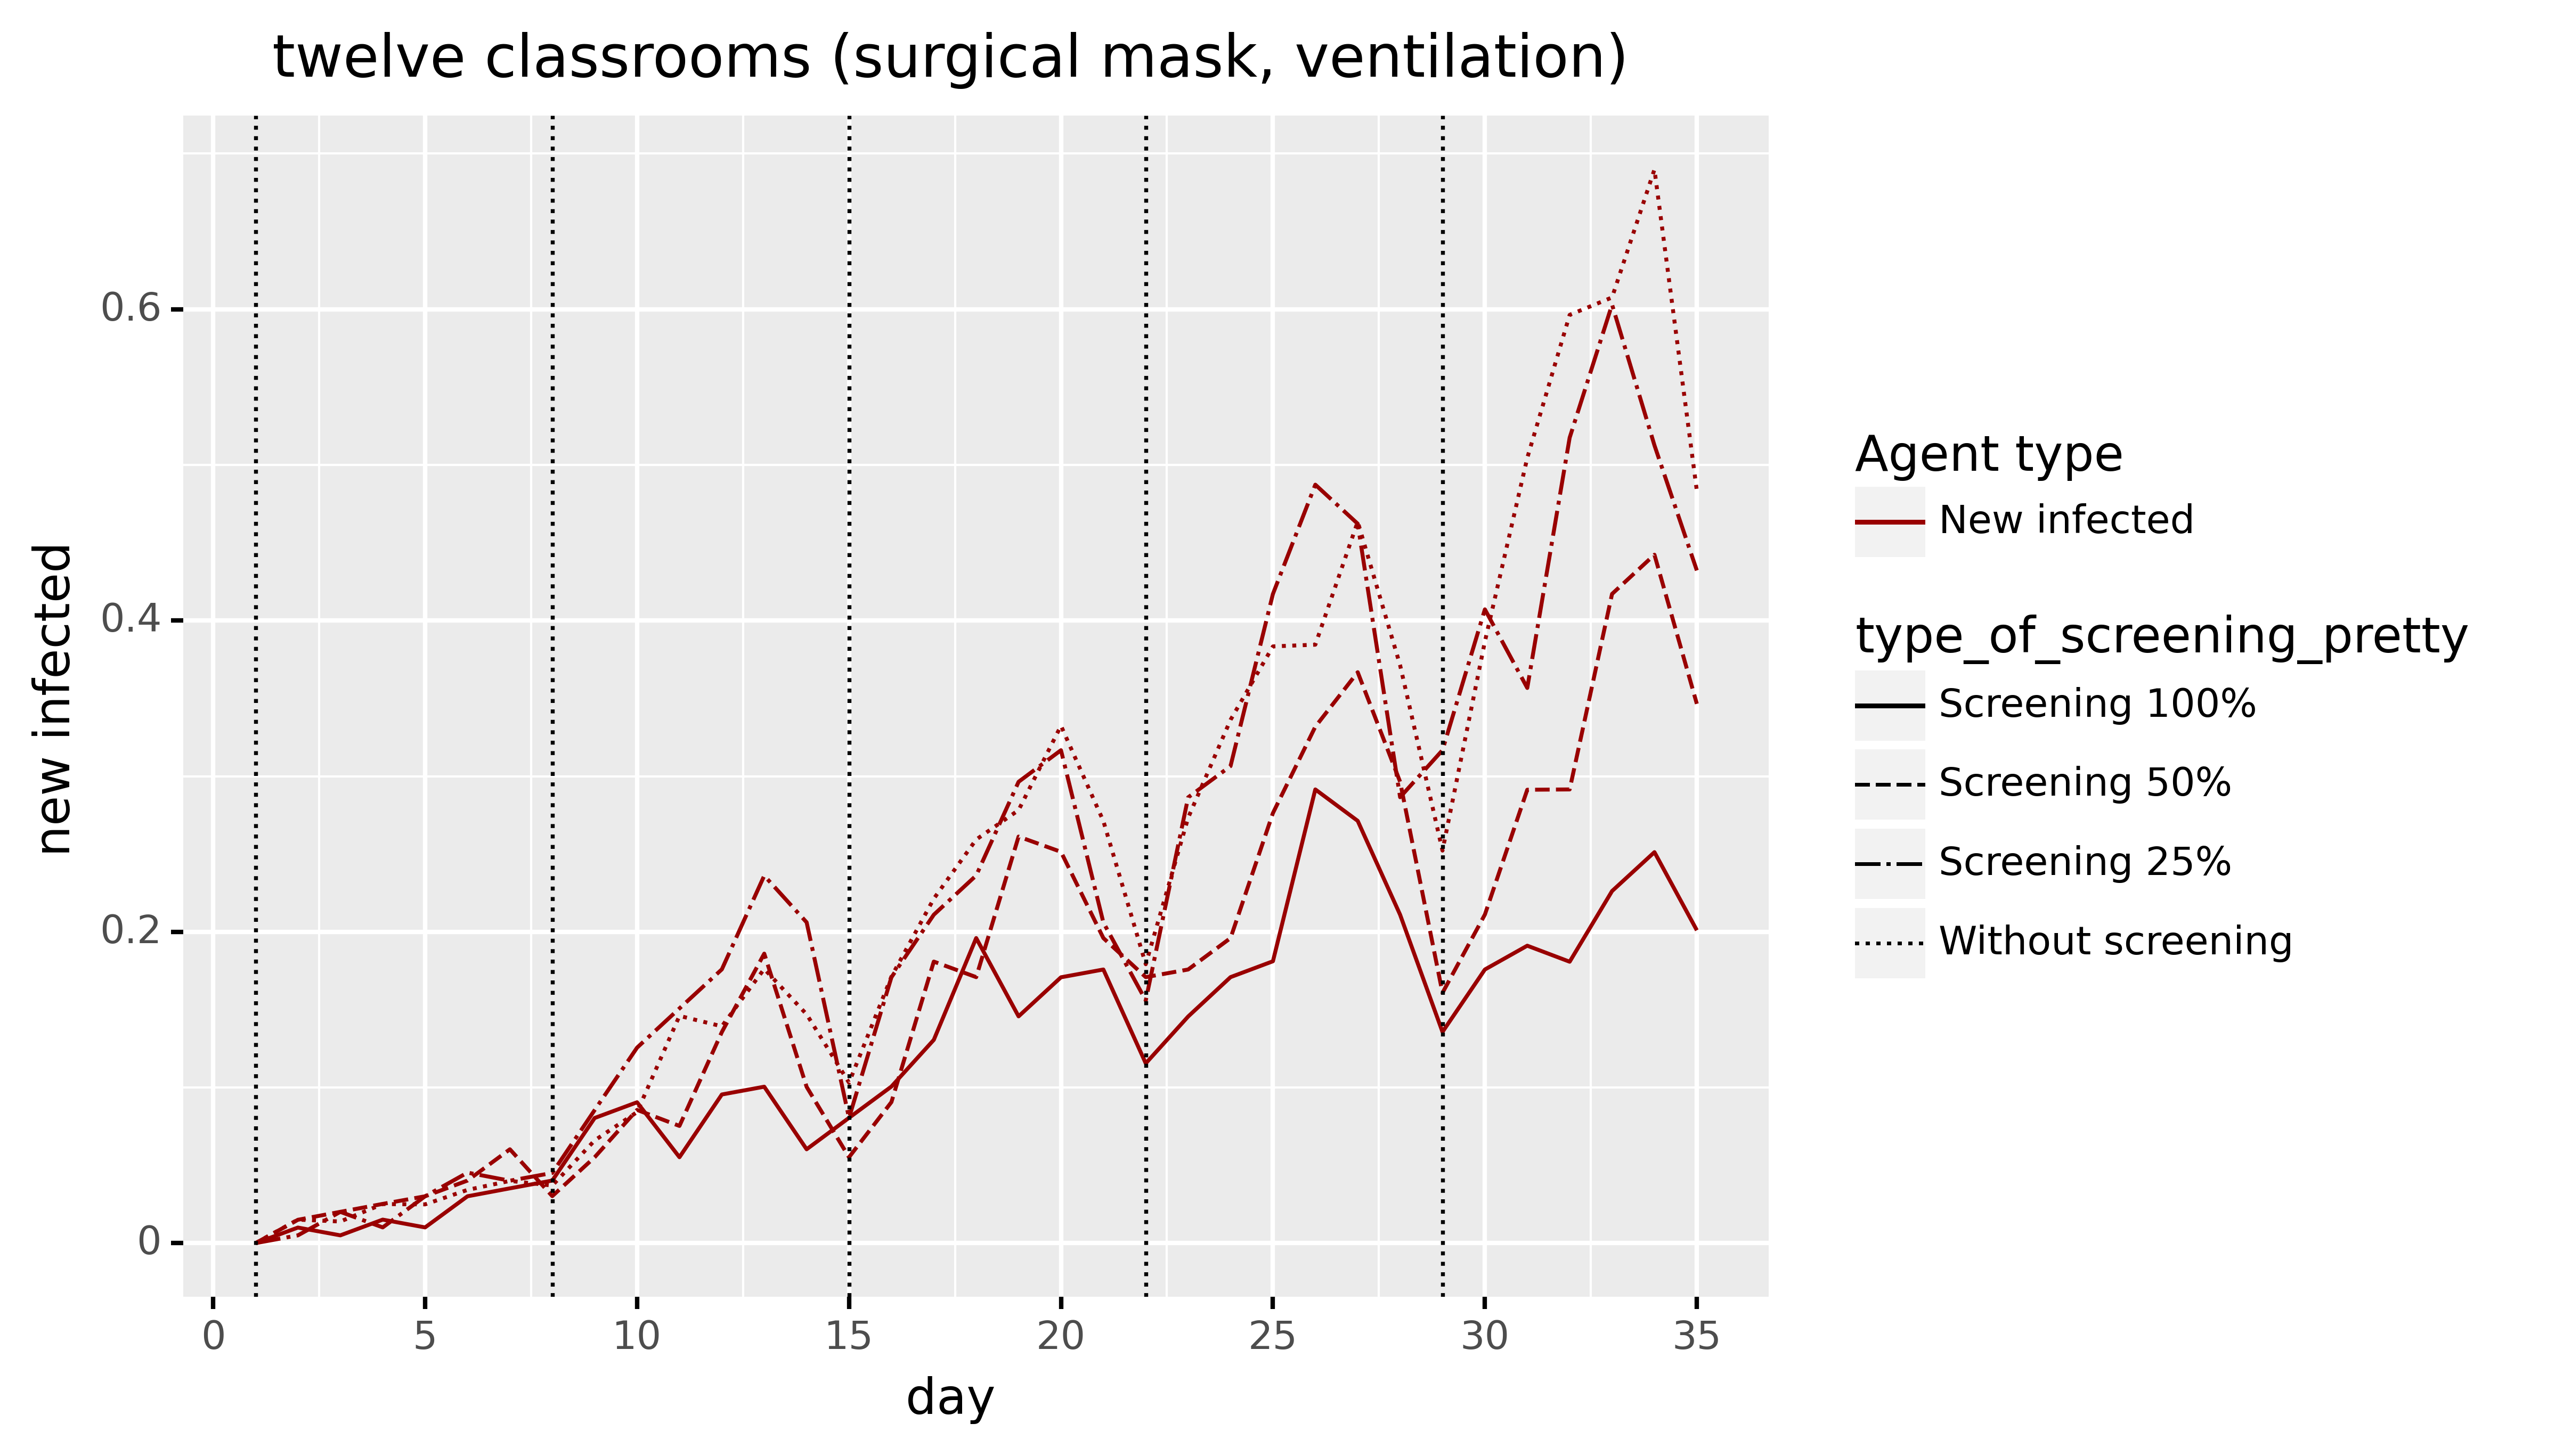 twelve classrooms (surgical mask, ventilation)
new infected
0.6
0.4
0.2
0
0 5 10 15 20 25 30 35
day
Agent type
New infected
type_of_screening_pretty
Screening 100%
Screening 50%
Screening 25%
Without screening